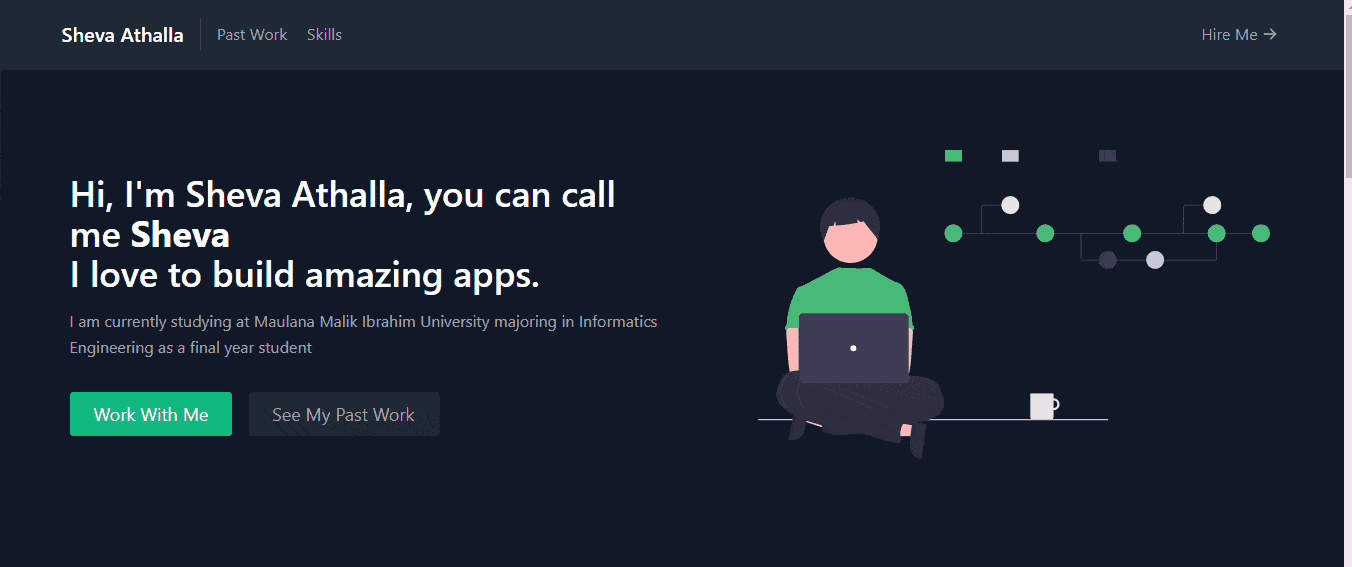 Sheva Athalla
Past Work
Skills
Hire Me →
Hi, I'm Sheva Athalla, you can call
me Sheva
I love to build amazing apps.
I am currently studying at Maulana Malik Ibrahim University majoring in Informatics
Engineering as a final year student
Work With Me
See My Past Work